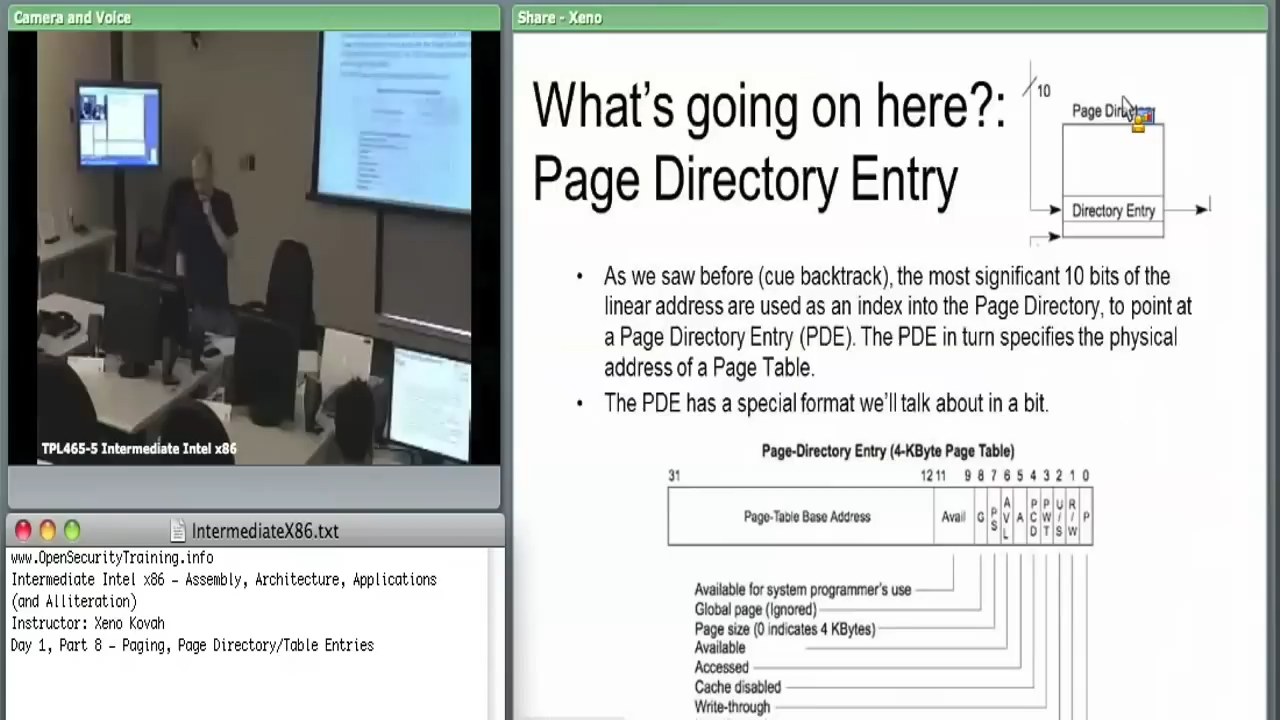 Camera and Voice
TPL465-5 Intermediate Intel x86
IntermediateX86.txt
www.OpenSecurityTraining.info
Intermediate Intel x86 – Assembly, Architecture, Applications
(and Alliteration)
Instructor: Xeno Kovah
Day 1, Part 8 – Paging, Page Directory/Table Entries
Share - Xeno
What's going on here?:
Page Directory Entry
10
Page
Directory Entry
• As we saw before (cue backtrack), the most significant 10 bits of the
linear address are used as an index into the Page Directory, to point at
a Page Directory Entry (PDE). The PDE in turn specifies the physical
address of a Page Table.
• The PDE has a special format we'll talk about in a bit.
Page-Directory Entry (4-KByte Page Table)
31 12 11 9 8 7 6 5 4 3 2 1 0
Page-Table Base Address Avail G PS AVL A PCD PWT U/S R/W P
Available for system programmer's use
Global page (Ignored)
Page size (0 indicates 4 KBytes)
Available
Accessed
Cache disabled
Write-through